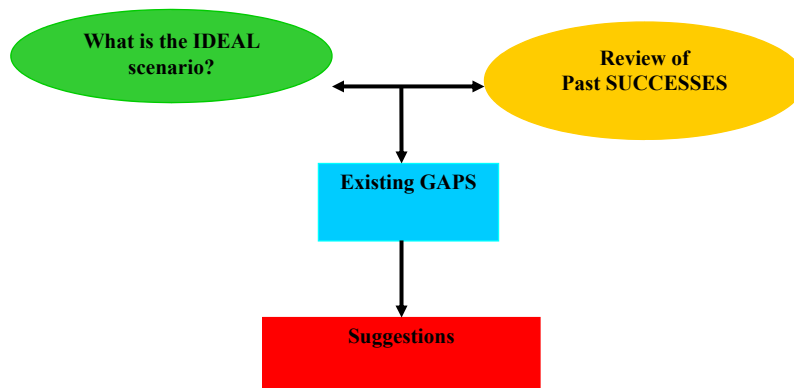 What is the IDEAL
scenario?
Review of
Past SUCCESSES
Existing GAPS
Suggestions